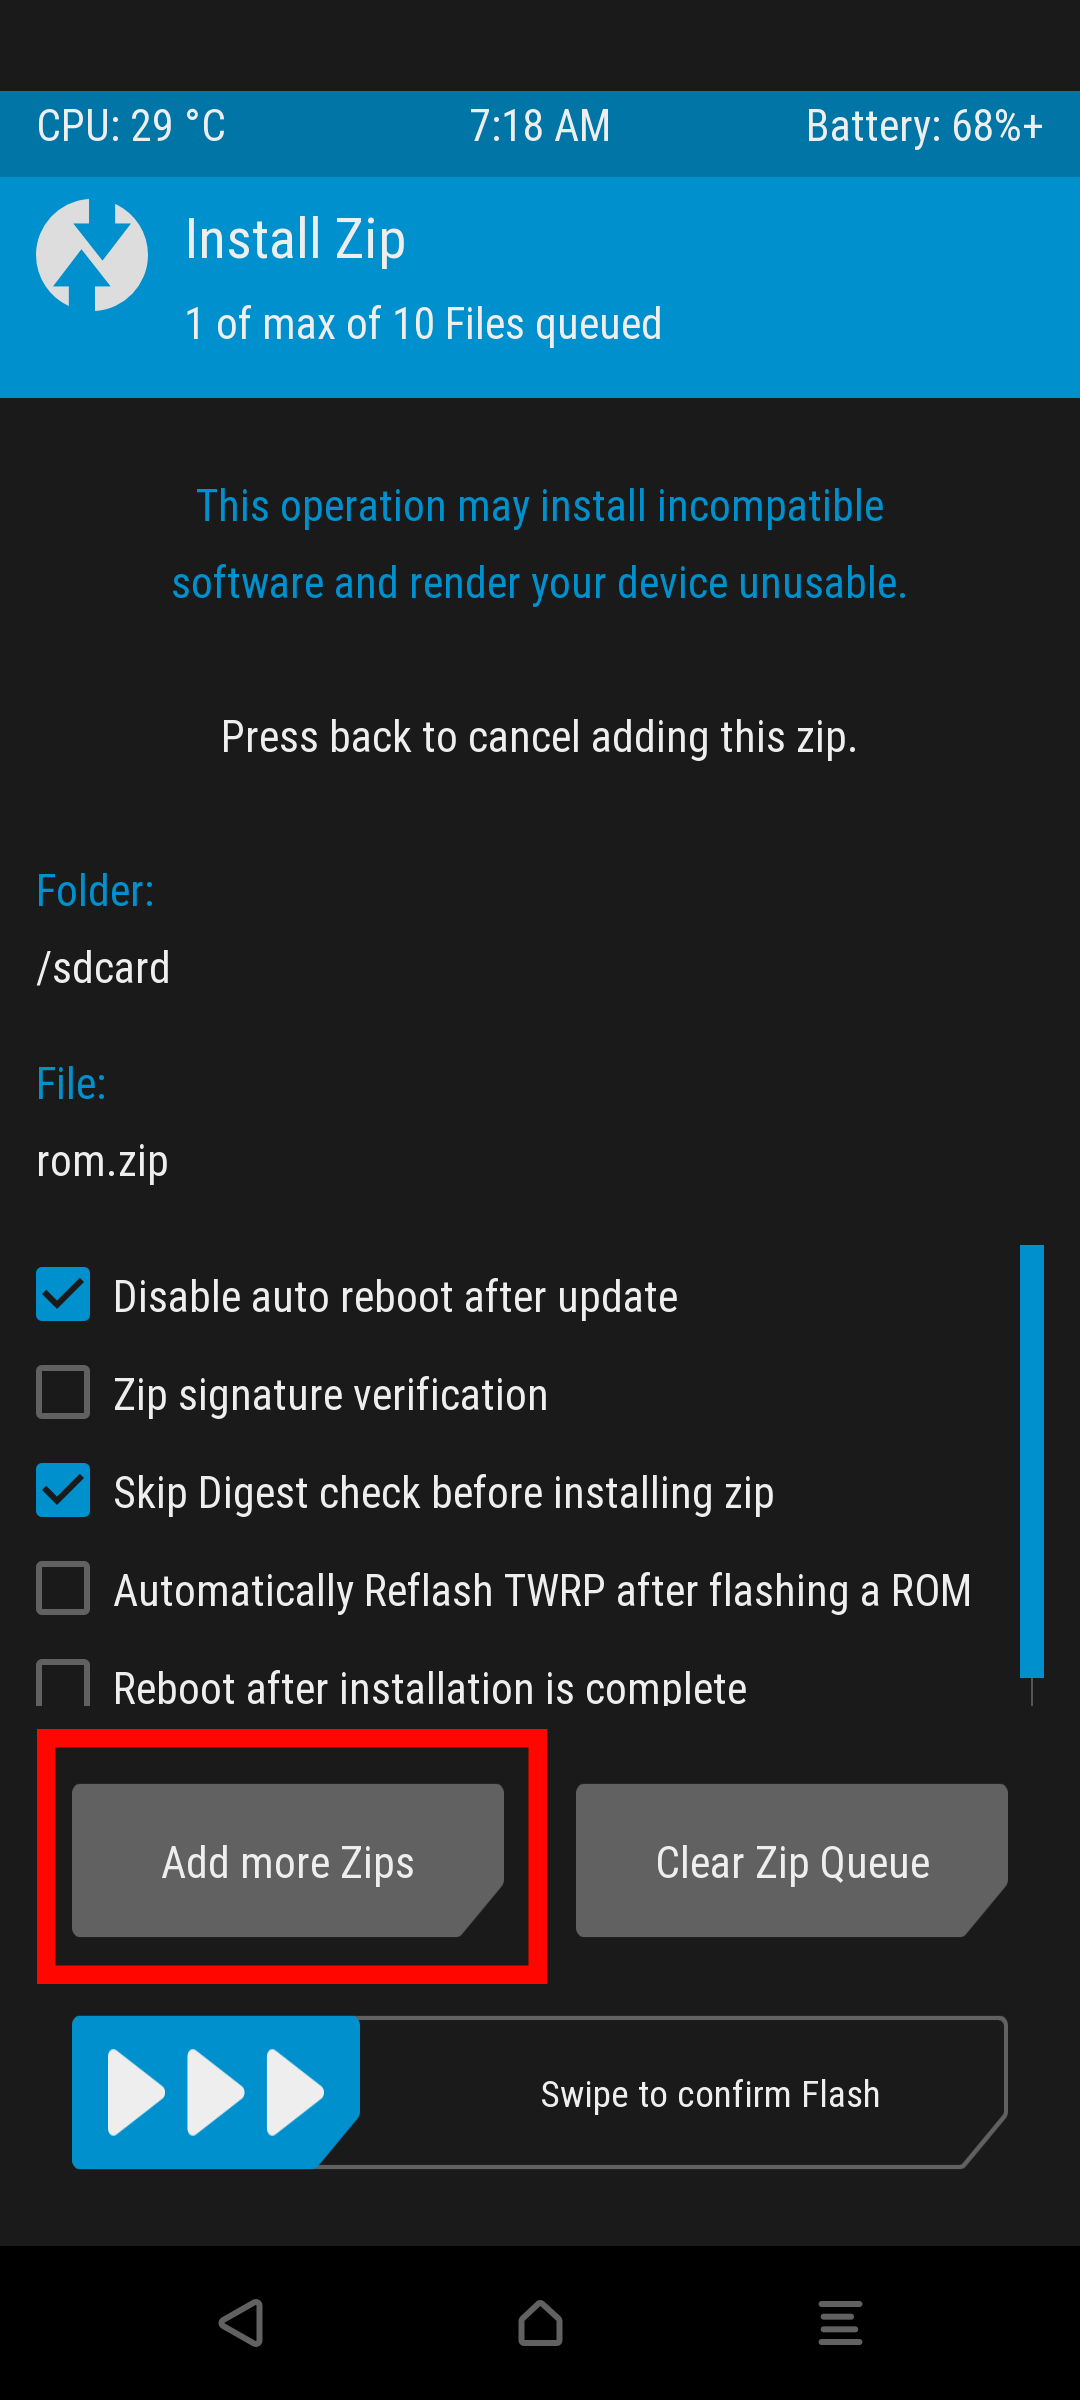 CPU: 29 °C 7:18 AM Battery: 68%+
Install Zip
1 of max of 10 Files queued
This operation may install incompatible
software and render your device unusable.
Press back to cancel adding this zip.
Folder:
/sdcard
File:
rom.zip
Disable auto reboot after update
Zip signature verification
Skip Digest check before installing zip
Automatically Reflash TWRP after flashing a ROM
Reboot after installation is complete
Add more Zips
Clear Zip Queue
Swipe to confirm Flash